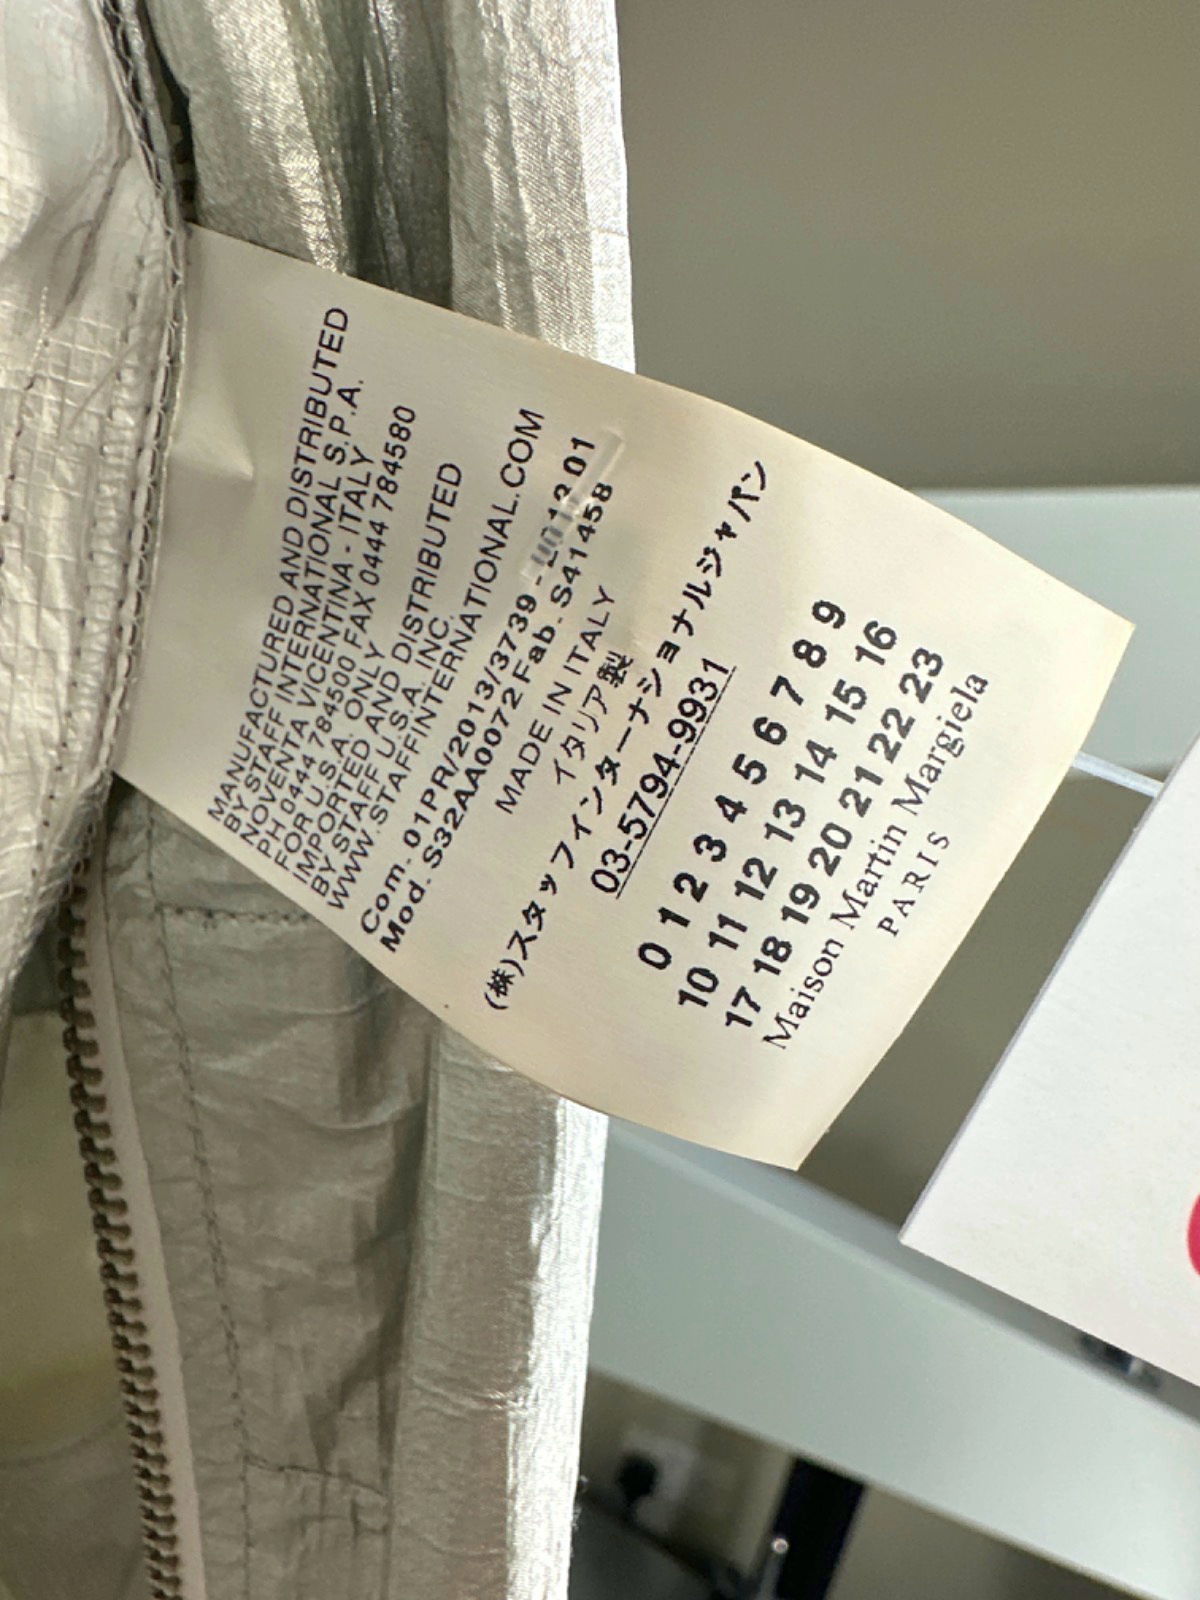 MANUFACTURED AND DISTRIBUTED
BY STAFF INTERNATIONAL S.P.A.
NOVENTA VICENTINA - ITALY
PH 0444 784500 FAX 0444 784580
FOR U.S.A. ONLY
IMPORTED AND DISTRIBUTED
BY STAFF U.S.A. INC.
WWW.STAFFINTERNATIONAL.COM
Com. 01PR/2013/3739 -
Mod. S32AA0072 Fab. S41458
MADE IN ITALY
イタリア製
(株)スタッフインターナショナルジャパン
03-5794-9931
0 1 2 3 4 5 6 7 8 9
10 11 12 13 14 15 16
17 18 19 20 21 22 23
Maison Martin Margiela
PARIS